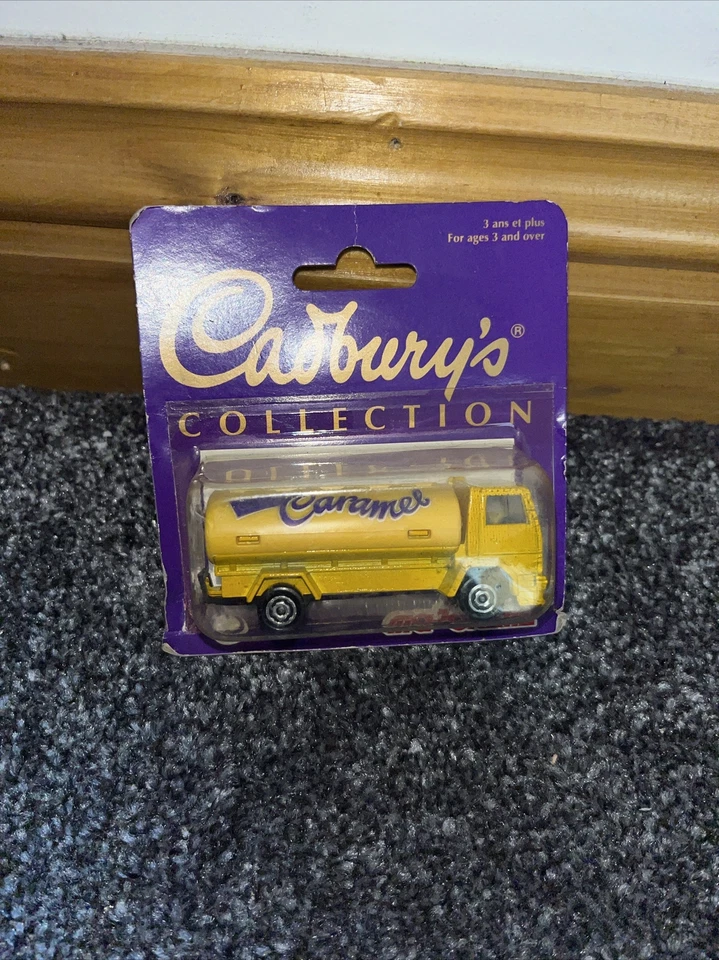 3 ans et plus
For ages 3 and over
Cadbury's®
COLLECTION
Caramel